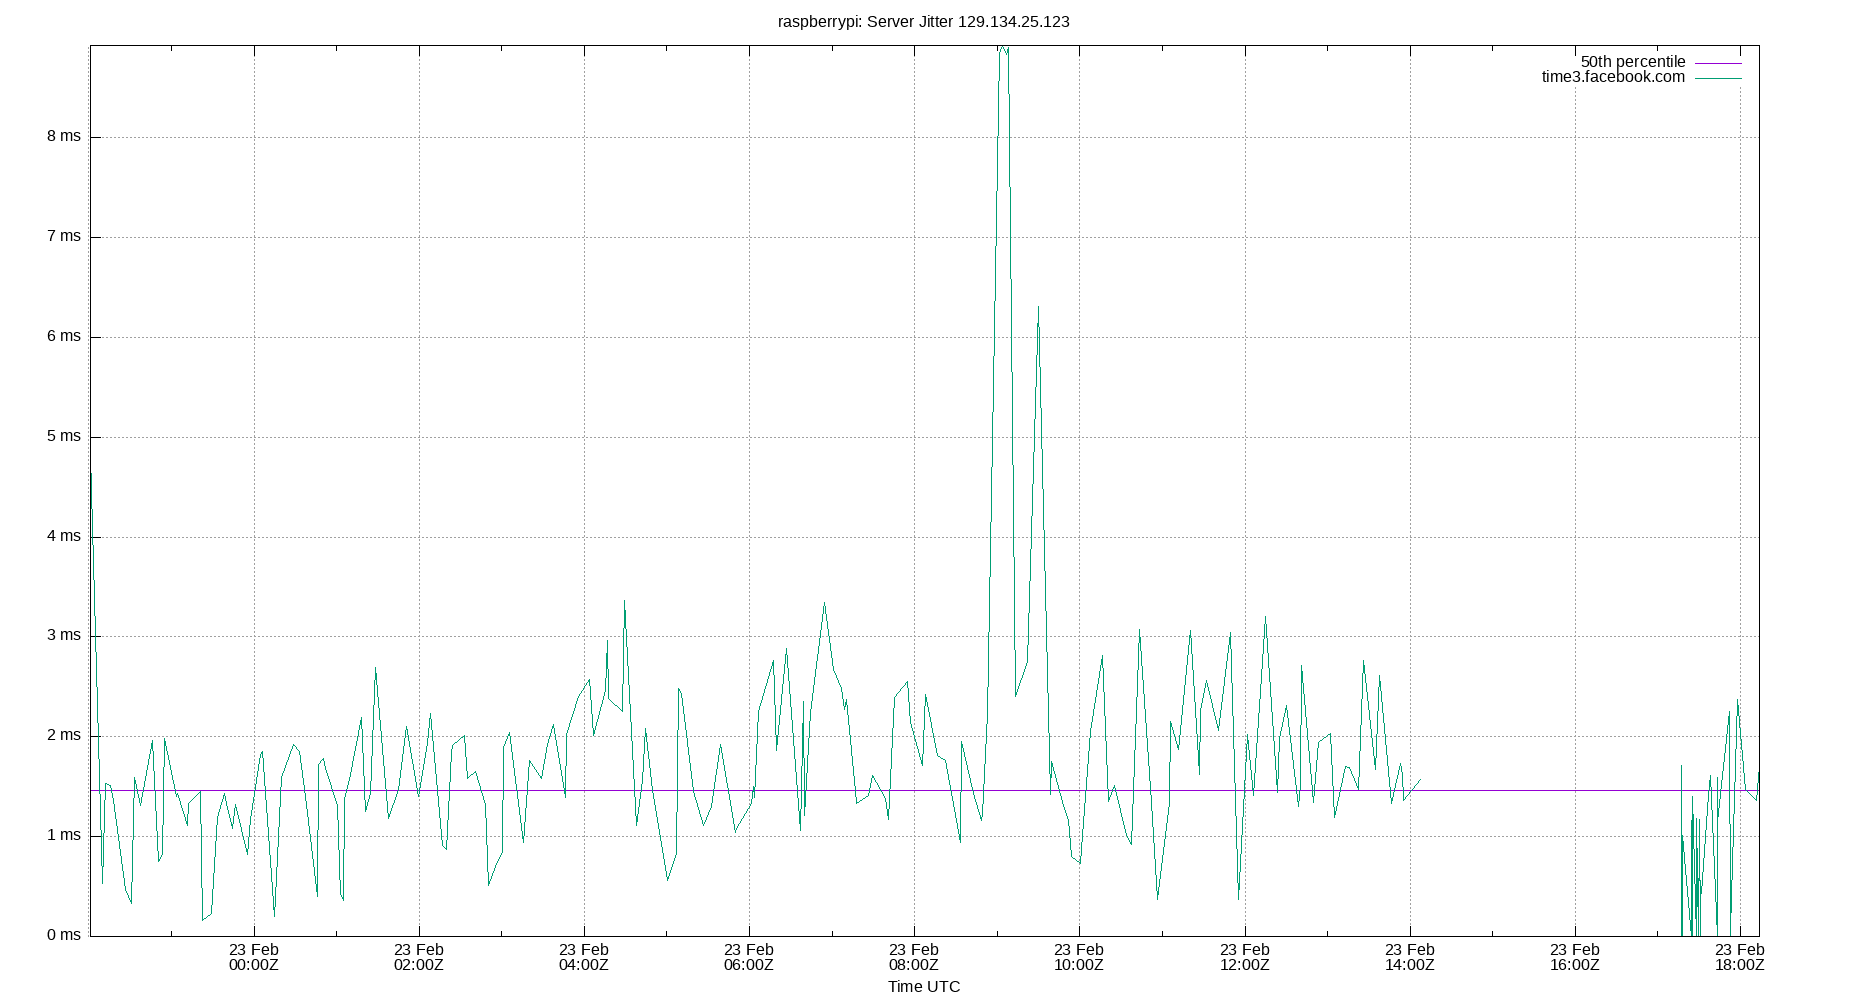 raspberrypi: Server Jitter 129.134.25.123
50th percentile
time3.facebook.com
8 ms
7 ms
6 ms
5 ms
4 ms
3 ms
2 ms
1 ms
0 ms
23 Feb
00:00Z
23 Feb
02:00Z
23 Feb
04:00Z
23 Feb
06:00Z
23 Feb
08:00Z
23 Feb
10:00Z
23 Feb
12:00Z
23 Feb
14:00Z
23 Feb
16:00Z
23 Feb
18:00Z
Time UTC